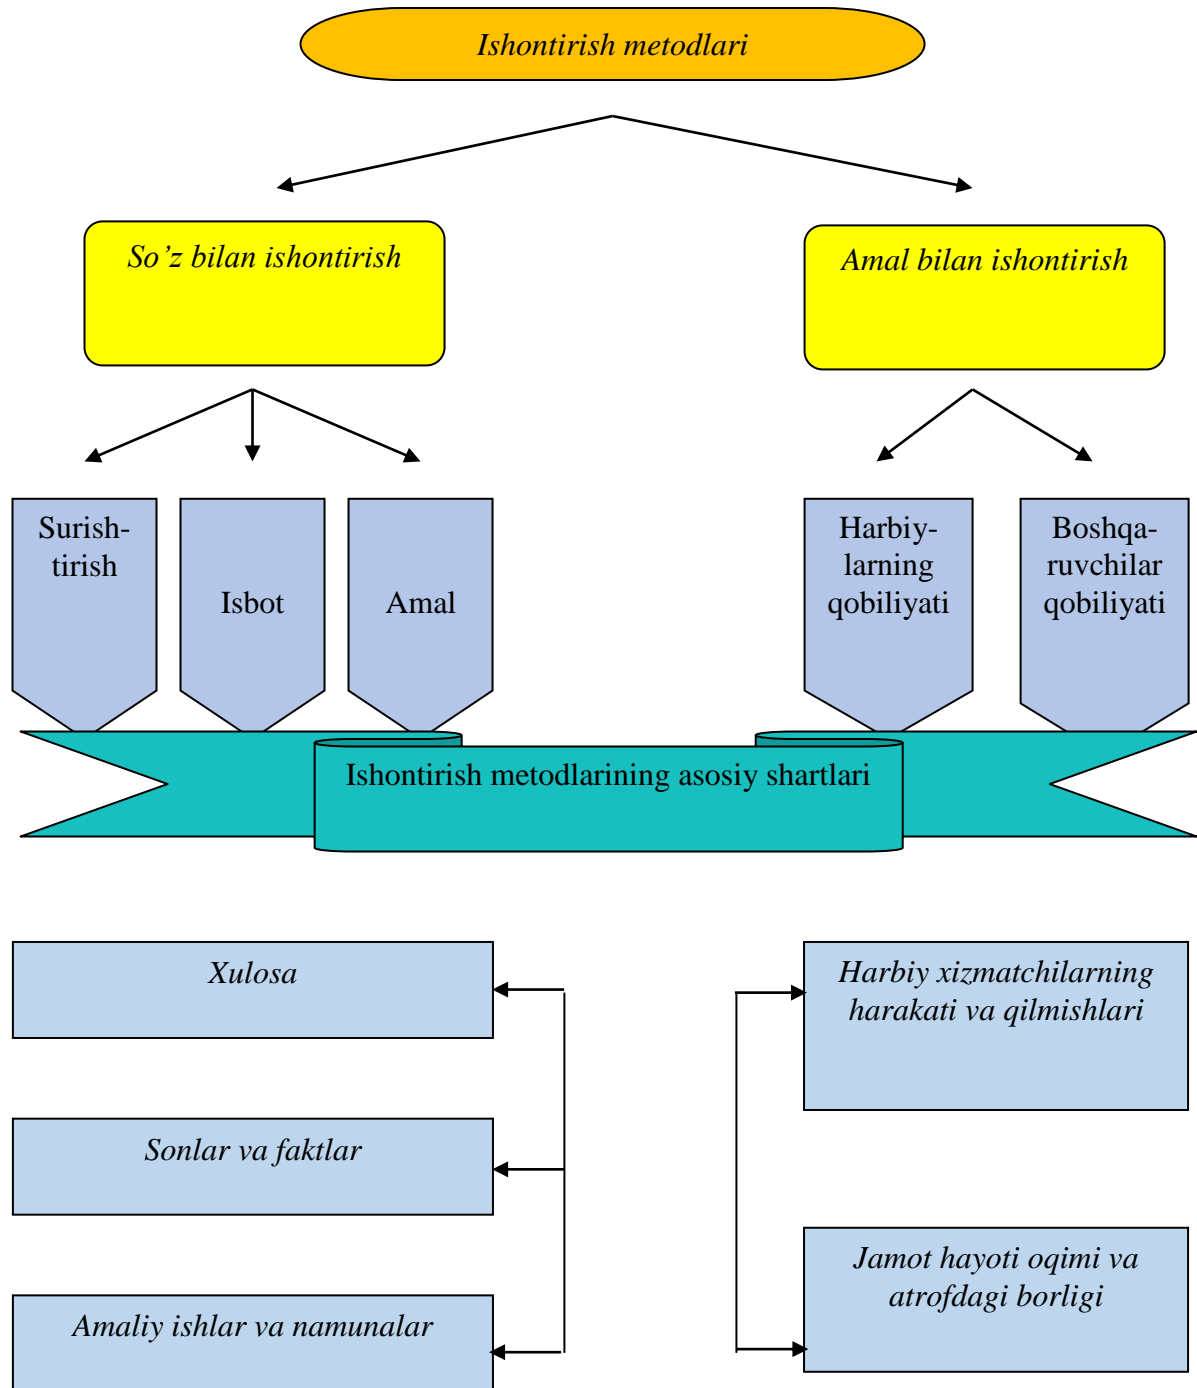 Ishontirish metodlari
So’z bilan ishontirish
Amal bilan ishontirish
Surish-
tirish
Isbot
Amal
Harbiy-
larning
qobiliyati
Boshqa-
ruvchilar
qobiliyati
Ishontirish metodlarining asosiy shartlari
Xulosa
Harbiy xizmatchilarning
harakati va qilmishlari
Sonlar va faktlar
Jamot hayoti oqimi va
atrofdagi borligi
Amaliy ishlar va namunalar